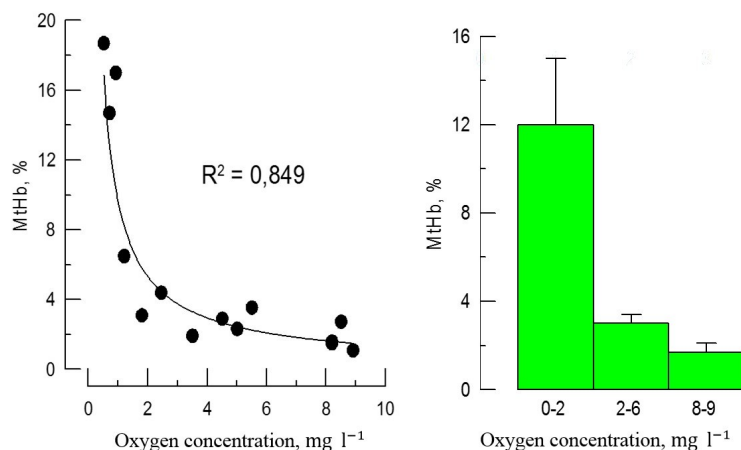 20
16
12
8
4
0
MtHb, %
R² = 0,849
0 2 4 6 8 10
Oxygen concentration, mg l⁻¹
16
12
8
4
0
MtHb, %
0-2 2-6 8-9
Oxygen concentration, mg l⁻¹